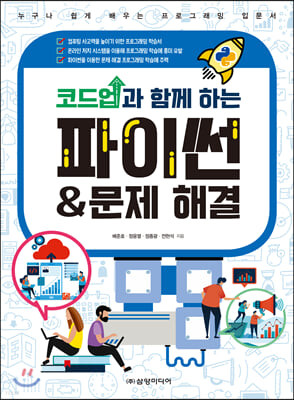 누구나 쉽게 배우는 프로그래밍 입문서
컴퓨팅 사고력을 높이기 위한 프로그래밍 학습서
온라인 저지 시스템을 이용해 프로그래밍 학습에 흥미 유발
파이썬을 이용한 문제 해결 프로그래밍 학습에 주력
코드업과 함께 하는
파이썬
&문제 해결
배준호·정웅열·정종광·전현석 지음
(주)삼양미디어